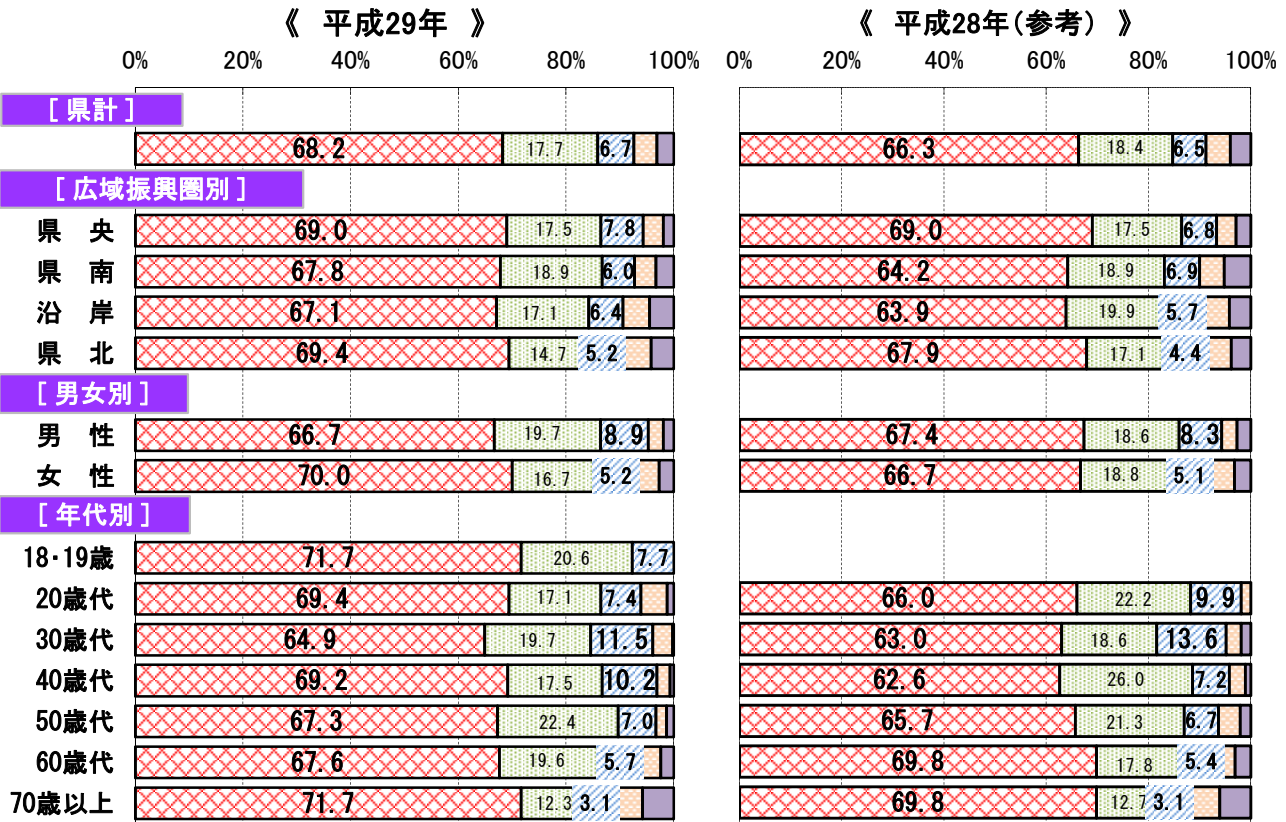 《 平成29年 》 《 平成28年（参考） 》
0% 20% 40% 60% 80% 100% 0% 20% 40% 60% 80% 100%
[ 県計 ]
68.2 17.7 6.7 66.3 18.4 6.5
[ 広域振興圏別 ]
県 央 69.0 17.5 7.8 69.0 17.5 6.8
県 南 67.8 18.9 6.0 64.2 18.9 6.9
沿 岸 67.1 17.1 6.4 63.9 19.9 5.7
県 北 69.4 14.7 5.2 67.9 17.1 4.4
[ 男女別 ]
男 性 66.7 19.7 8.9 67.4 18.6 8.3
女 性 70.0 16.7 5.2 66.7 18.8 5.1
[ 年代別 ]
18・19歳 71.7 20.6 7.7
20歳代 69.4 17.1 7.4 66.0 22.2 9.9
30歳代 64.9 19.7 11.5 63.0 18.6 13.6
40歳代 69.2 17.5 10.2 62.6 26.0 7.2
50歳代 67.3 22.4 7.0 65.7 21.3 6.7
60歳代 67.6 19.6 5.7 69.8 17.8 5.4
70歳以上 71.7 12.3 3.1 69.8 12.7 3.1